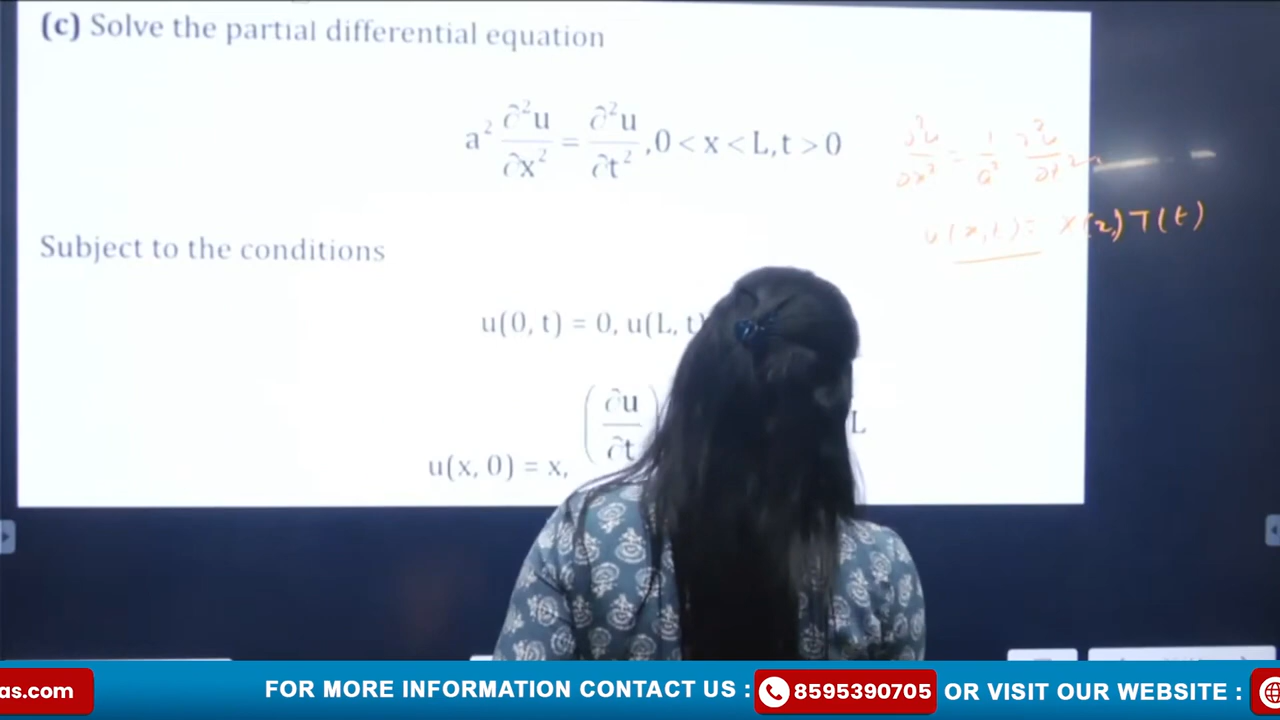 (c) Solve the partial differential equation
a² ∂²u/∂x² = ∂²u/∂t² , 0 < x < L, t > 0
∂²u/∂x² = 1/a² ∂²u/∂t²
u(x,t) = X(x) T(t)
Subject to the conditions
u(0, t) = 0, u(L, t)
(∂u/∂t) L
u(x, 0) = x,
as.com
FOR MORE INFORMATION CONTACT US : 8595390705 OR VISIT OUR WEBSITE :